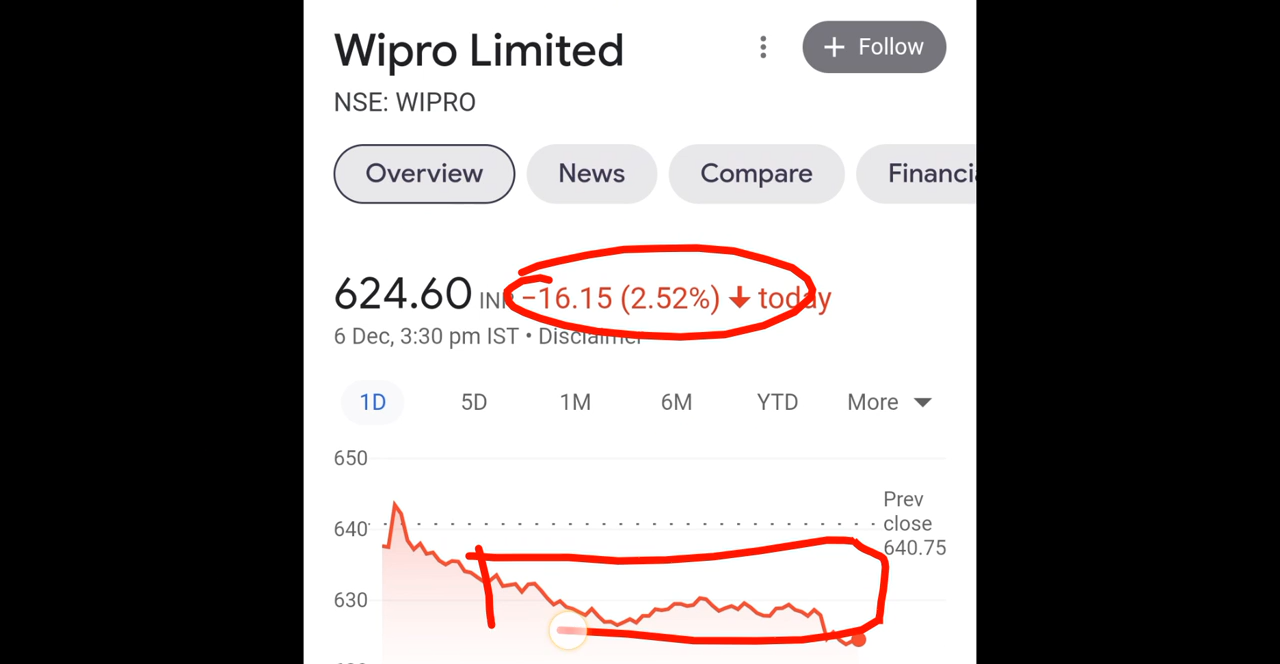 Wipro Limited
+ Follow
NSE: WIPRO
Overview News Compare Financi
624.60 INR −16.15 (2.52%) today
6 Dec, 3:30 pm IST • Disclaimer
1D 5D 1M 6M YTD More
650
Prev
close
640.75
640
630